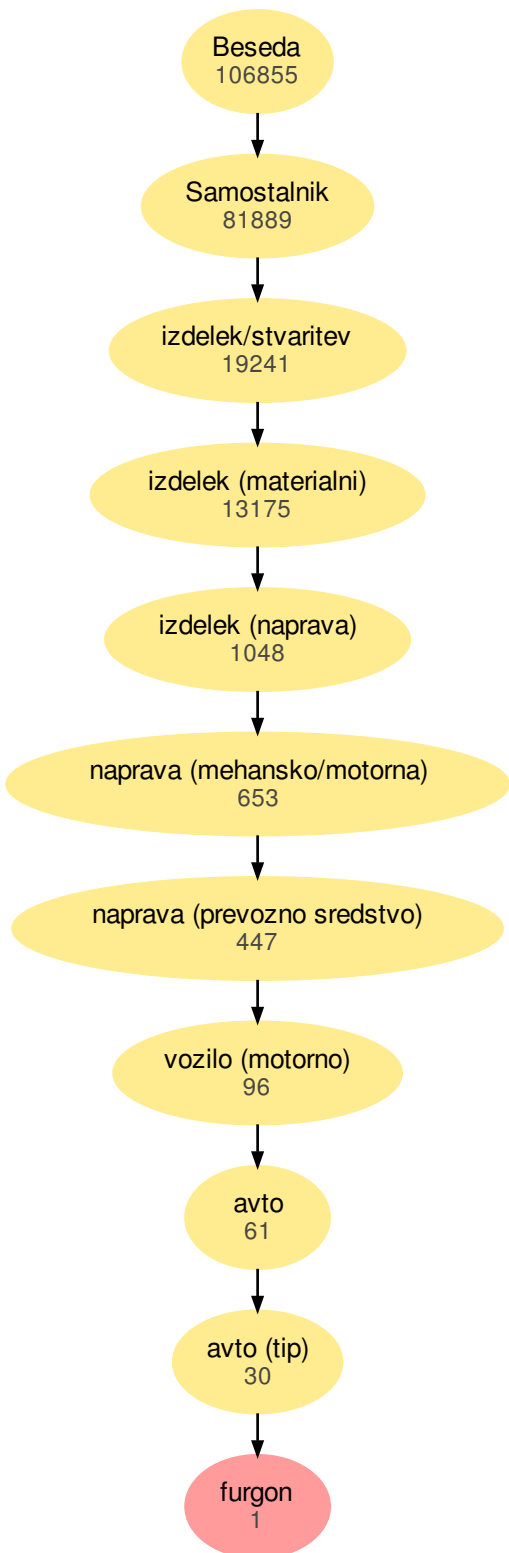 Beseda
106855
Samostalnik
81889
izdelek/stvaritev
19241
izdelek (materialni)
13175
izdelek (naprava)
1048
naprava (mehansko/motorna)
653
naprava (prevozno sredstvo)
447
vozilo (motorno)
96
avto
61
avto (tip)
30
furgon
1